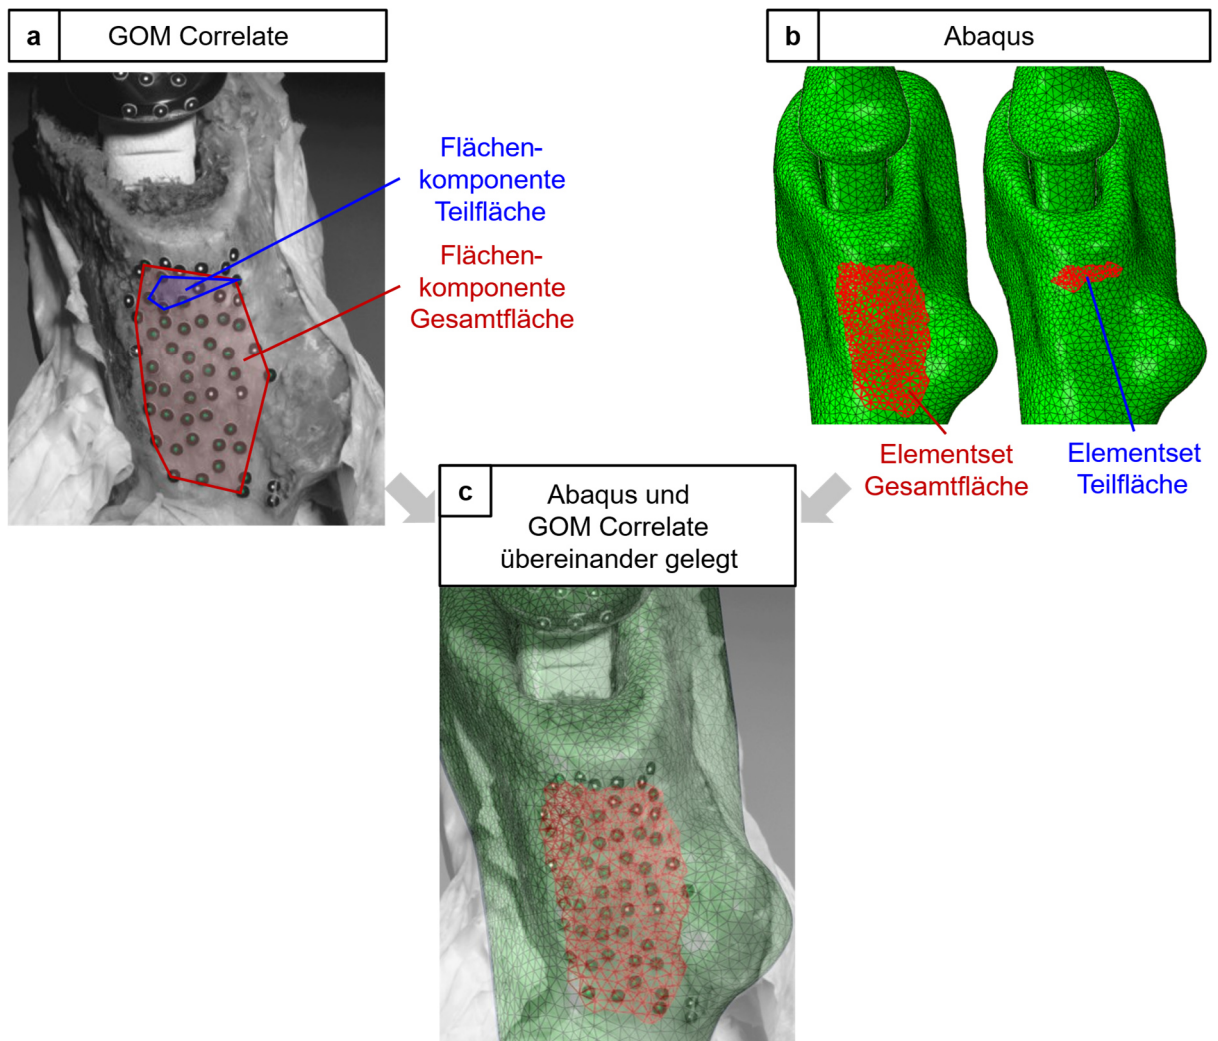 a
GOM Correlate
b
Abaqus
Flächen-
komponente
Teilfläche
Flächen-
komponente
Gesamtfläche
Elementset
Gesamtfläche
Elementset
Teilfläche
c
Abaqus und
GOM Correlate
übereinander gelegt